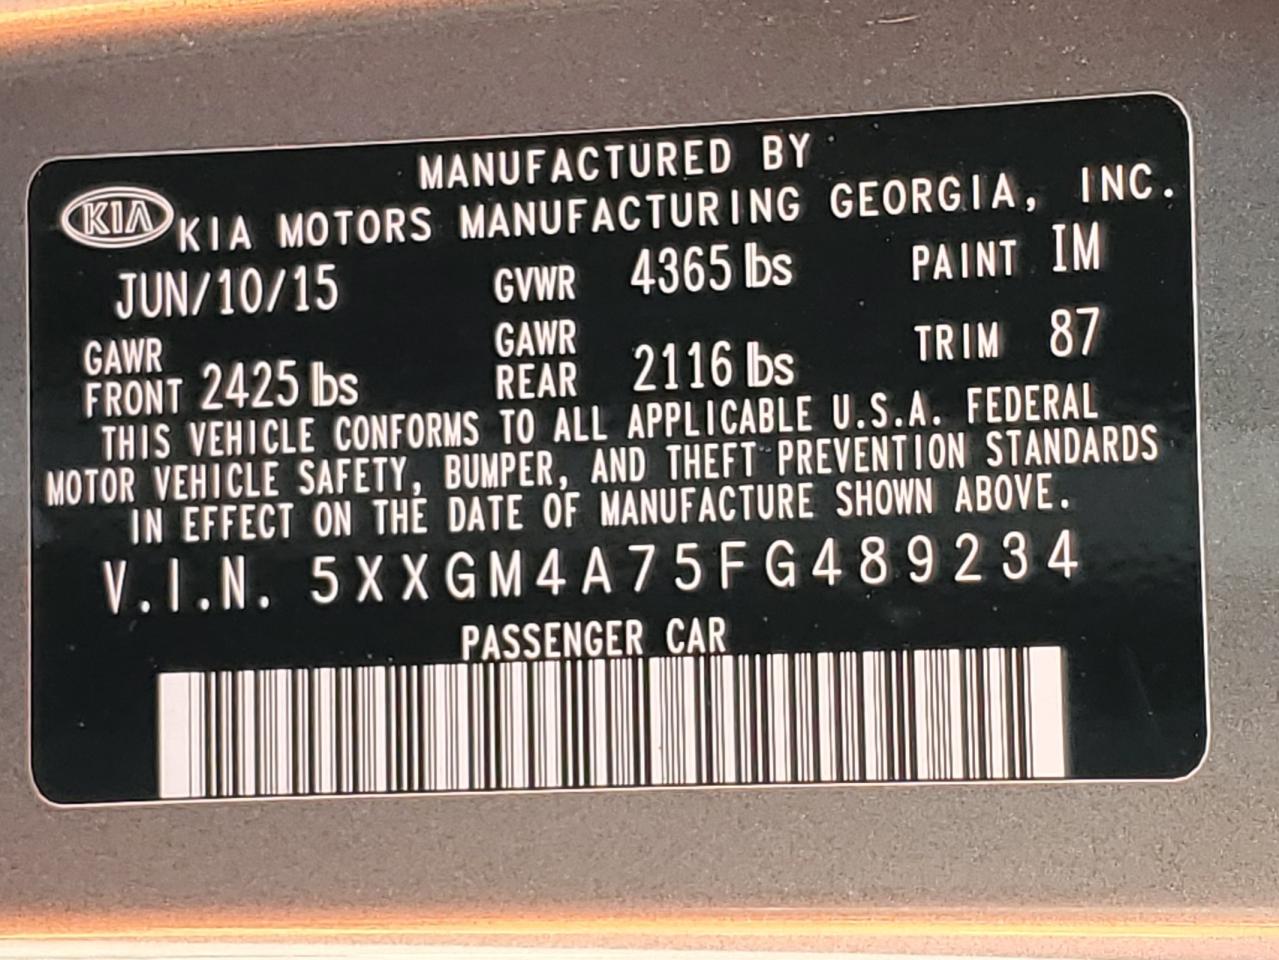 MANUFACTURED BY
KIA KIA MOTORS MANUFACTURING GEORGIA, INC.
JUN/10/15 GVWR 4365 lbs PAINT IM
GAWR FRONT 2425 lbs GAWR REAR 2116 lbs TRIM 87
THIS VEHICLE CONFORMS TO ALL APPLICABLE U.S.A. FEDERAL
MOTOR VEHICLE SAFETY, BUMPER, AND THEFT PREVENTION STANDARDS
IN EFFECT ON THE DATE OF MANUFACTURE SHOWN ABOVE.
V.I.N. 5XXGM4A75FG489234
PASSENGER CAR